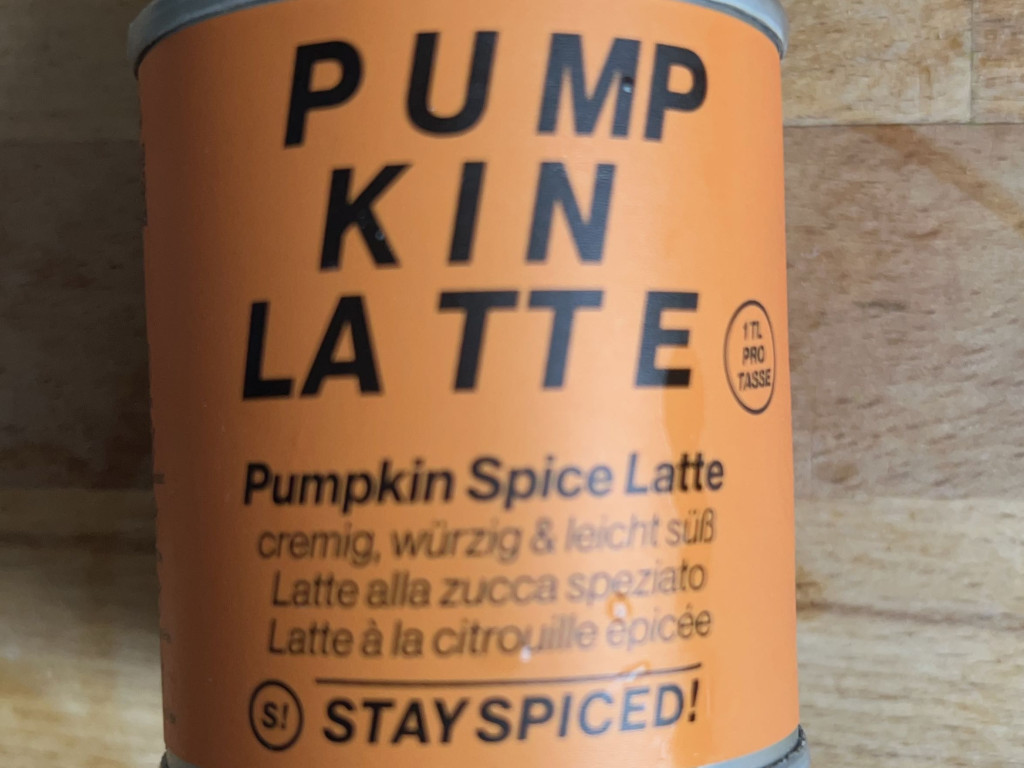 PUMP
KIN
LATTE
1 TL
PRO
TASSE
Pumpkin Spice Latte
cremig, würzig & leicht süß
Latte alla zucca speziato
Latte à la citrouille épicée
S! STAY SPICED!